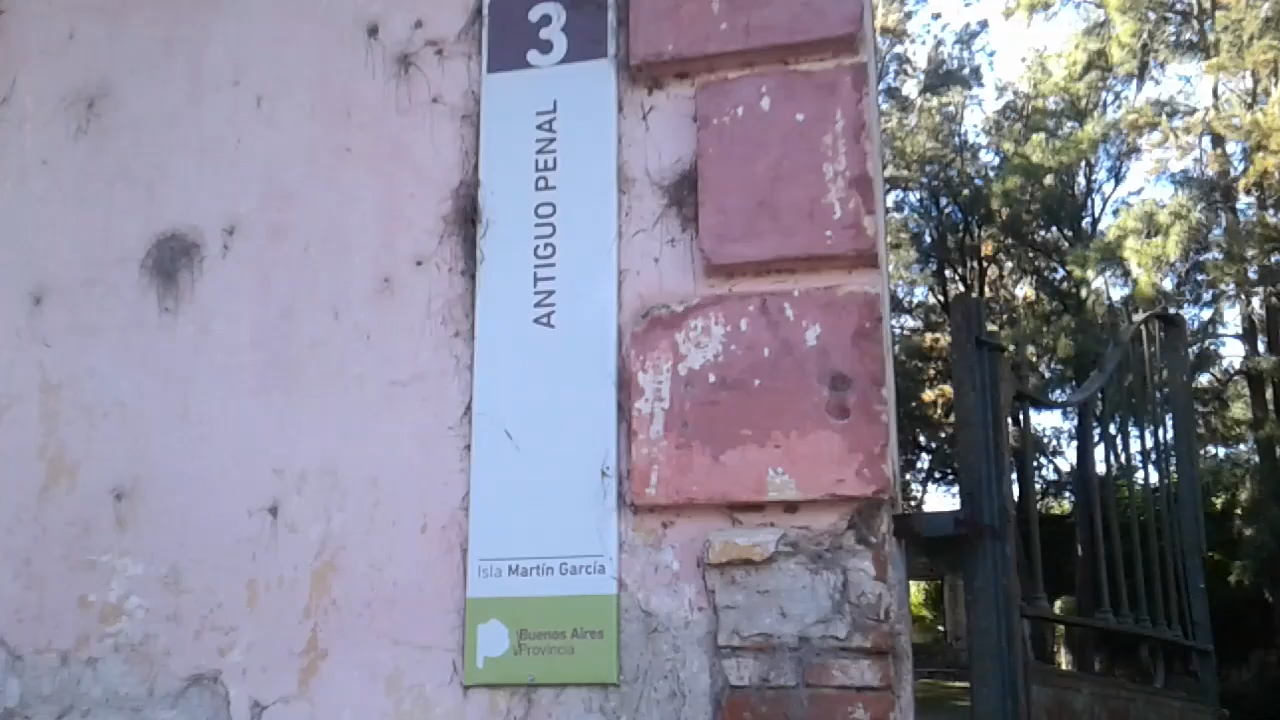 3
ANTIGUO PENAL
Isla Martín García
Buenos Aires
Provincia